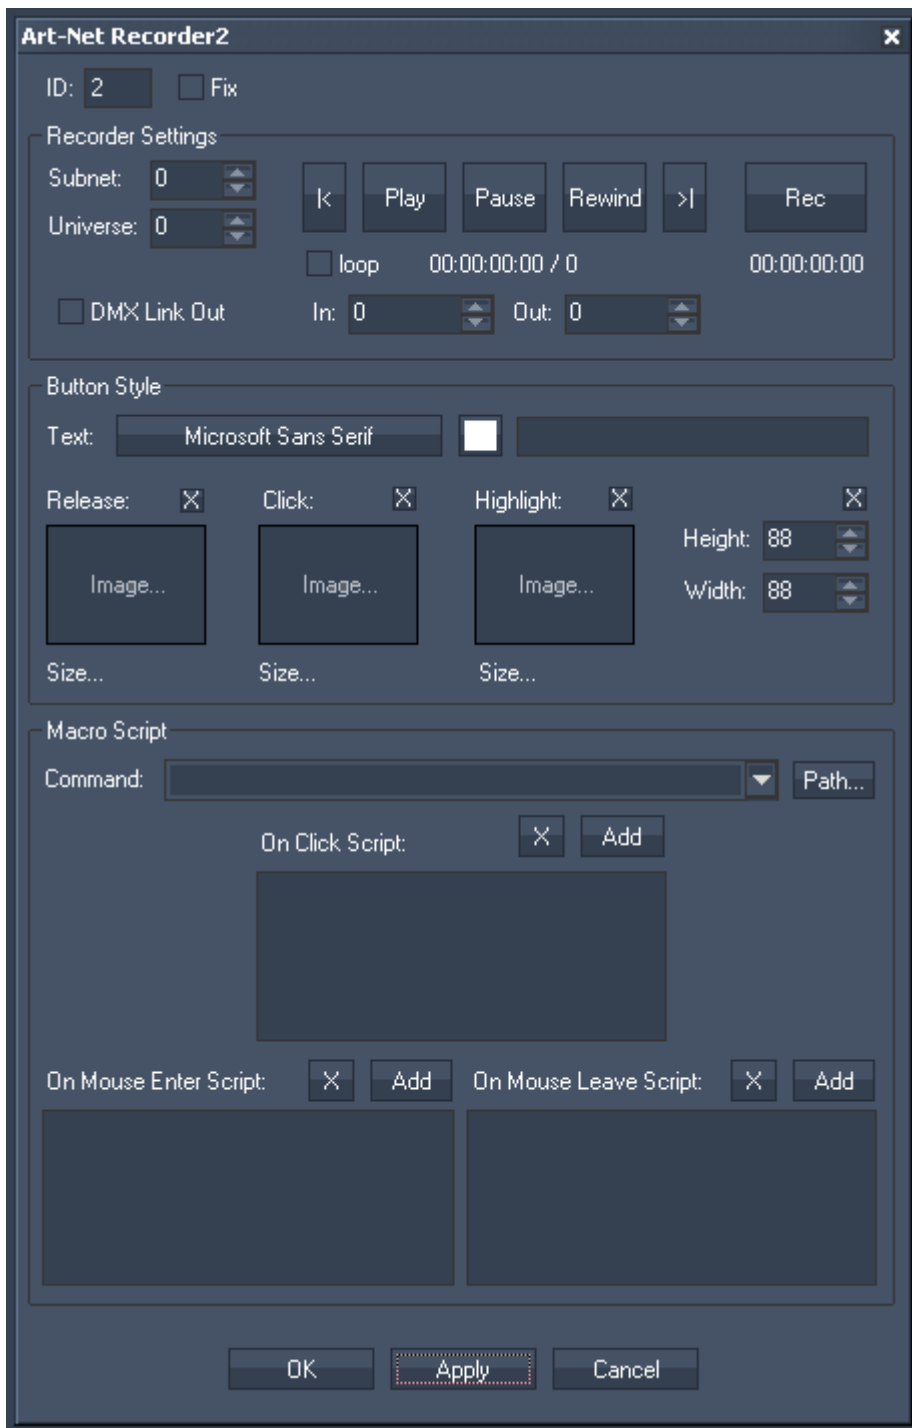 Art-Net Recorder2 x
ID: 2 Fix
Recorder Settings
Subnet: 0
|< Play Pause Rewind >| Rec
Universe: 0
loop 00:00:00:00 / 0 00:00:00:00
DMX Link Out In: 0 Out: 0
Button Style
Text: Microsoft Sans Serif
Release: X Click: X Highlight: X X
Height: 88
Image... Image... Image...
Width: 88
Size... Size... Size...
Macro Script
Command: Path...
On Click Script: X Add
On Mouse Enter Script: X Add On Mouse Leave Script: X Add
OK Apply Cancel